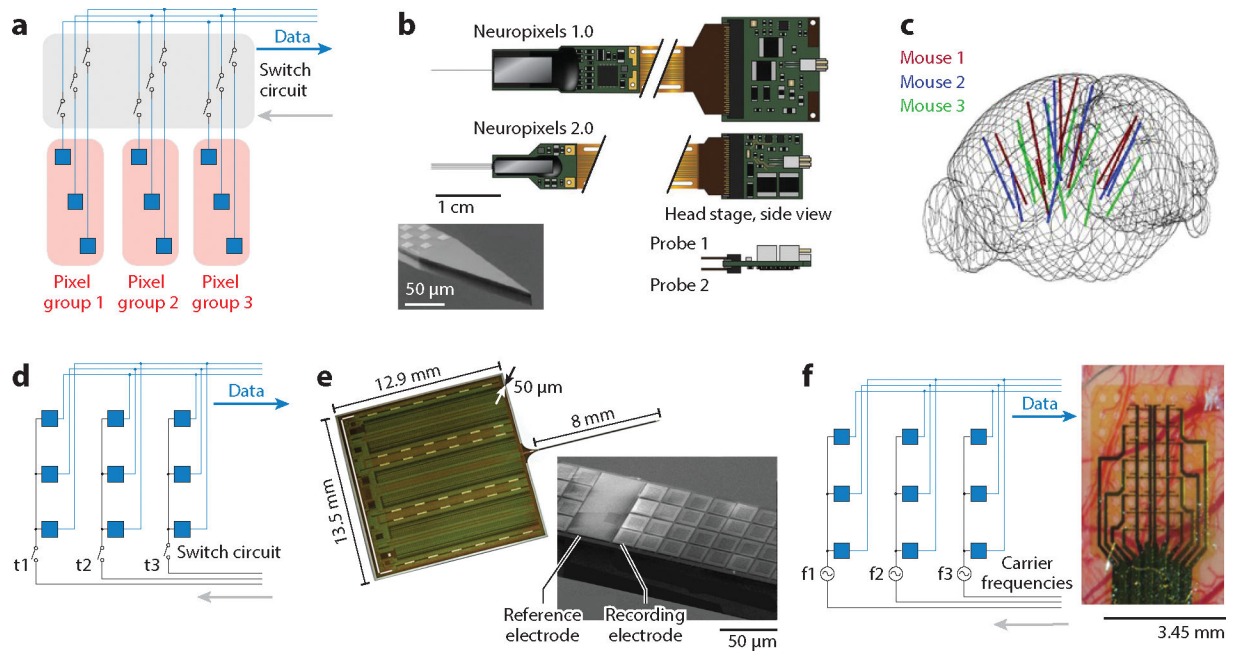 a
Data
Switch
circuit
Pixel
group 1
Pixel
group 2
Pixel
group 3
b
Neuropixels 1.0
Neuropixels 2.0
1 cm
50 µm
Head stage, side view
Probe 1
Probe 2
c
Mouse 1
Mouse 2
Mouse 3
d
Data
t1
t2
t3
Switch circuit
e
12.9 mm
50 µm
8 mm
13.5 mm
Reference
electrode
Recording
electrode
50 µm
f
Data
f1
f2
f3
Carrier
frequencies
3.45 mm